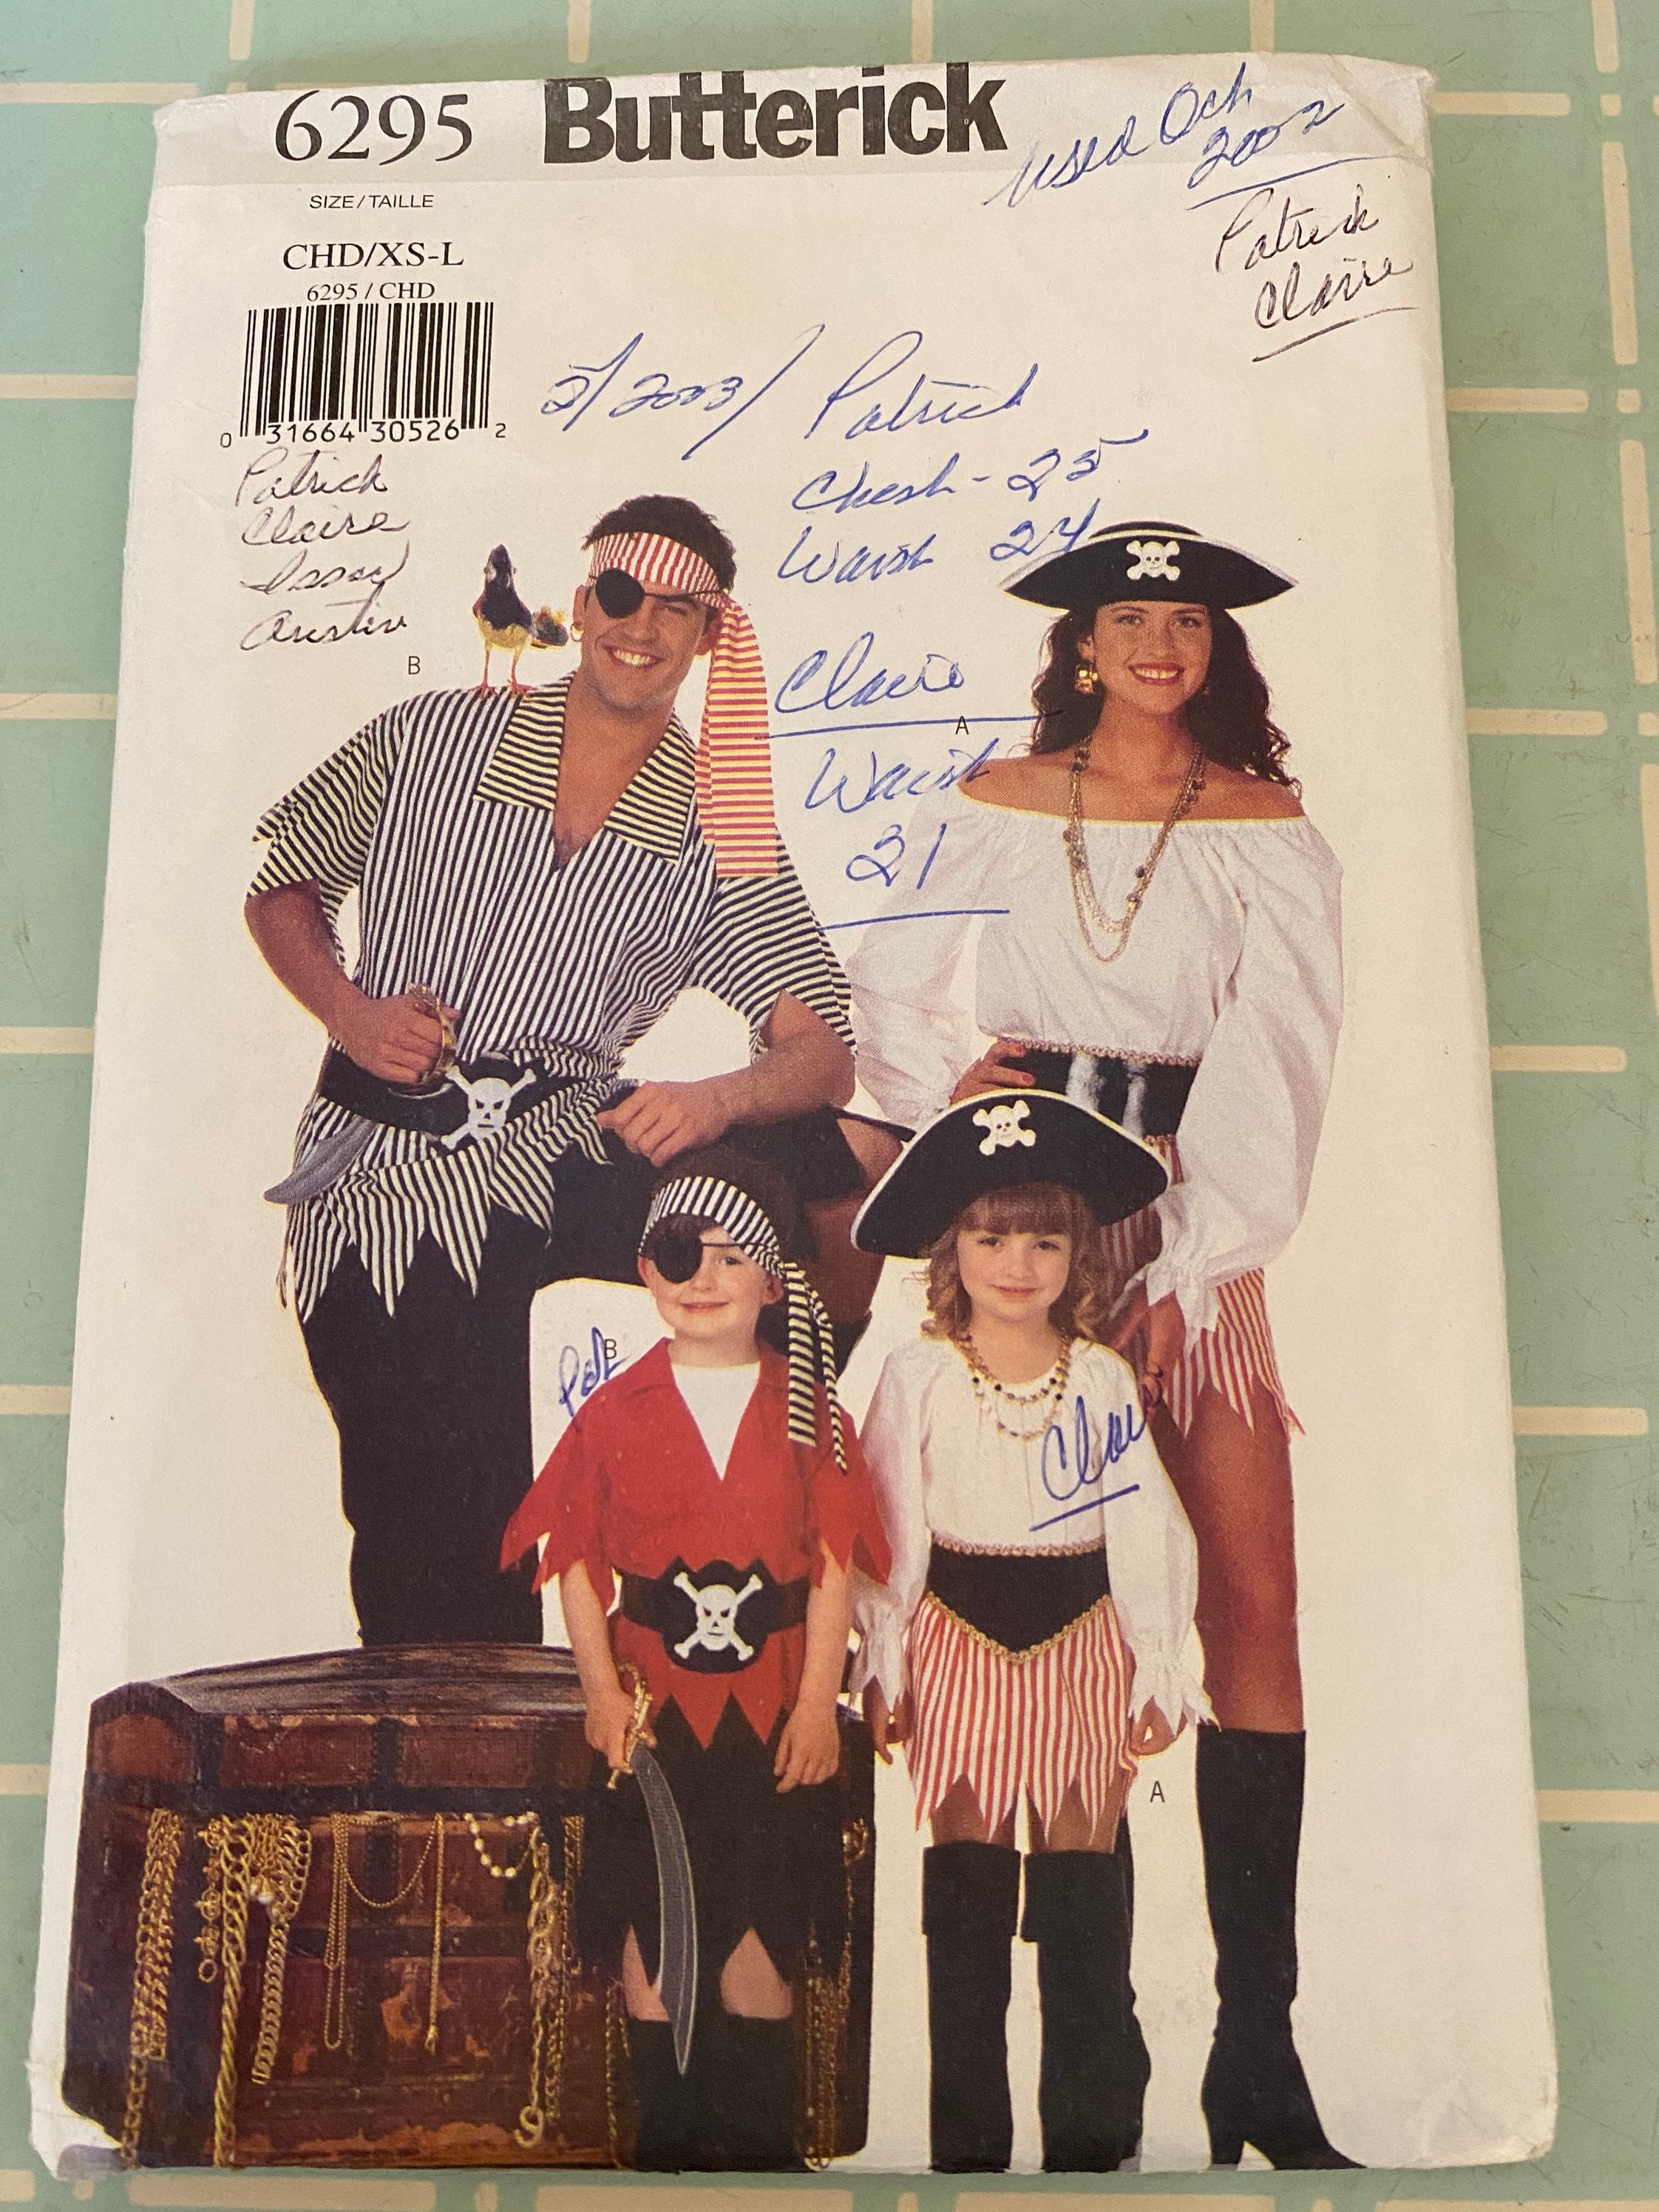 6295 Butterick
used Oct
2002
Patrick
Claire
SIZE/TAILLE
CHD/XS-L
6295 / CHD
0 31664 30526 2
2/2003/ Patrick
Chest - 25
Waist 24
Patrick
Claire
Issac
Austin
B
Claire
A
Waist
21
Pat
B
Claire
A